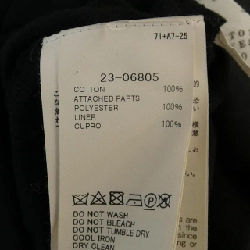 71+A7-25
23-06805
COTTON 100%
ATTACHED PARTS
POLYESTER 100%
LINER
CUPRO 100%
DO NOT WASH
DO NOT BLEACH
DO NOT TUMBLE DRY
COOL IRON
DRY CLEAN